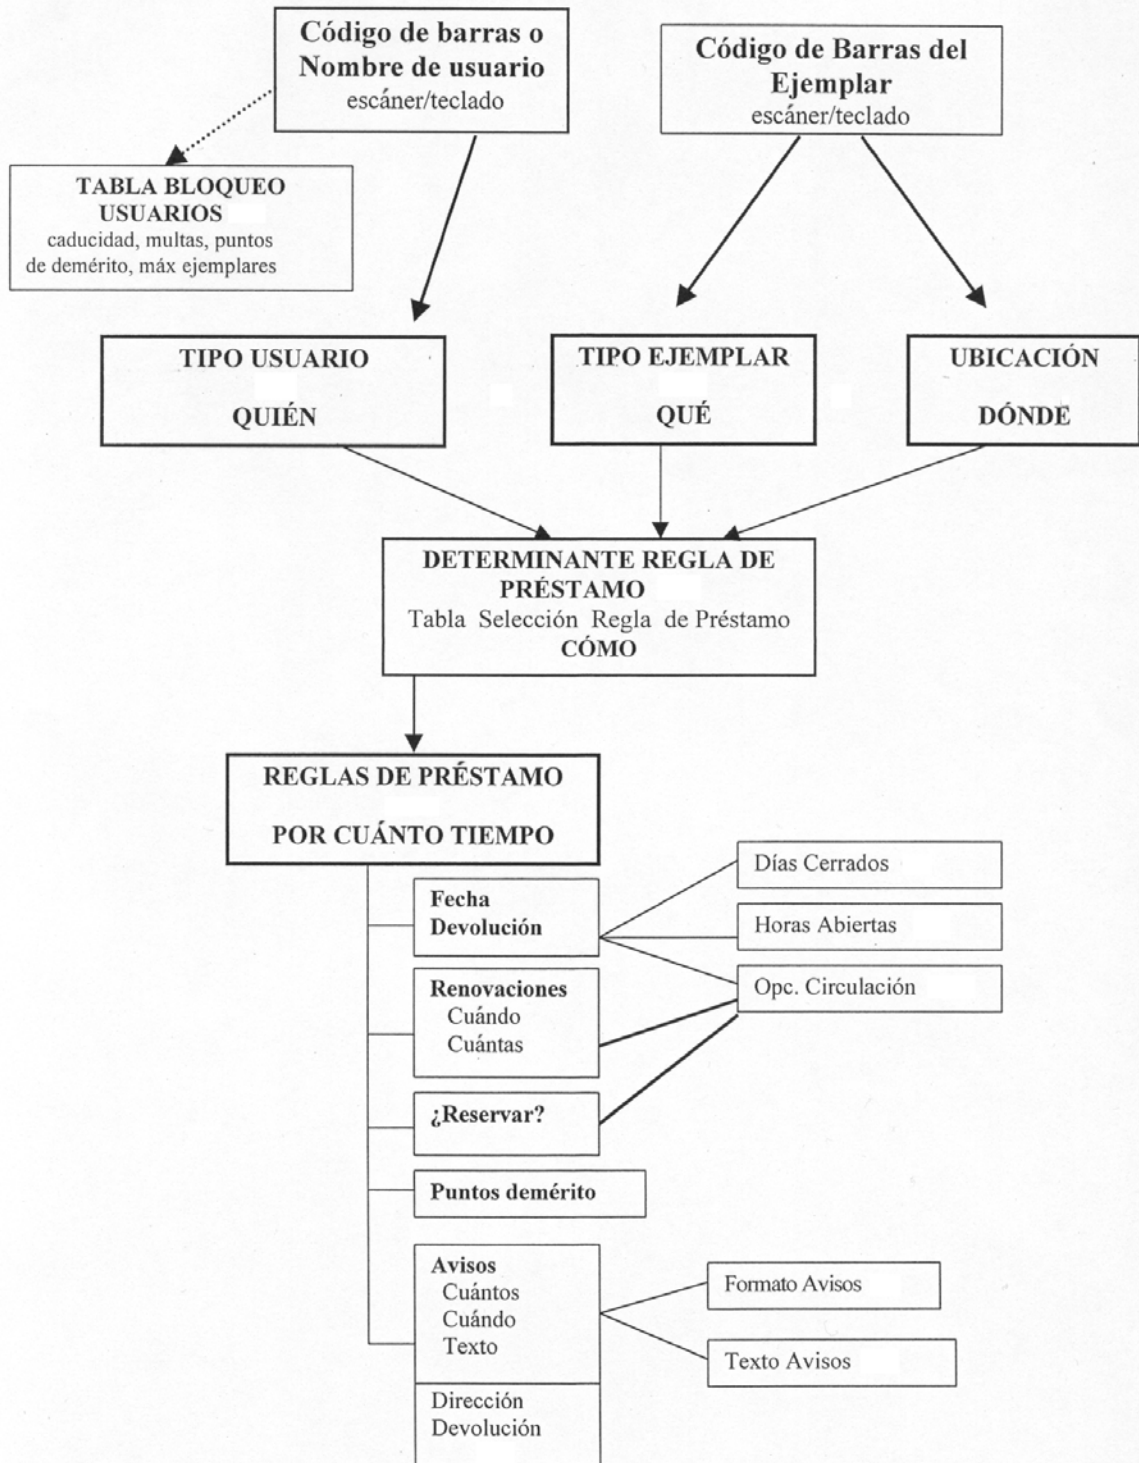 Código de barras o
Nombre de usuario
escáner/teclado
Código de Barras del
Ejemplar
escáner/teclado
TABLA BLOQUEO
USUARIOS
caducidad, multas, puntos
de demérito, máx ejemplares
TIPO USUARIO
QUIÉN
TIPO EJEMPLAR
QUÉ
UBICACIÓN
DÓNDE
DETERMINANTE REGLA DE
PRÉSTAMO
Tabla Selección Regla de Préstamo
CÓMO
REGLAS DE PRÉSTAMO
POR CUÁNTO TIEMPO
Fecha
Devolución
Días Cerrados
Horas Abiertas
Opc. Circulación
Renovaciones
Cuándo
Cuántas
¿Reservar?
Puntos demérito
Avisos
Cuántos
Cuándo
Texto
Formato Avisos
Texto Avisos
Dirección
Devolución